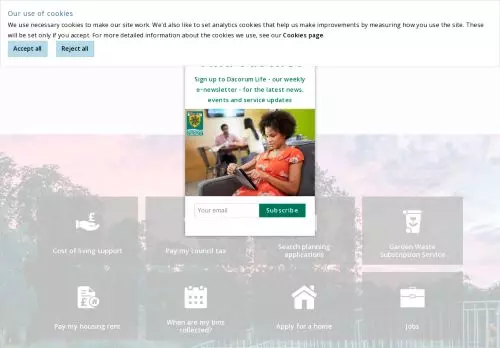 Our use of cookies
We use necessary cookies to make our site work. We'd also like to set analytics cookies that help us make improvements by measuring how you use the site. These
will be set only if you accept. For more detailed information about the cookies we use, see our Cookies page.
Accept all
Reject all
Sign up to Dacorum Life - our weekly
e-newsletter - for the latest news,
events and service updates
Your email
Subscribe
Cost of living support
Pay my council tax
Search planning
applications
Garden Waste
Subscription Service
Pay my housing rent
When are my bins
collected?
Apply for a home
Jobs